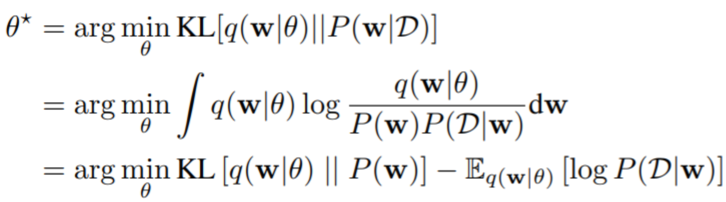 θ⋆ = arg min_θ KL[q(w|θ)||P(w|𝒟)]
= arg min_θ ∫ q(w|θ) log q(w|θ) / P(w)P(𝒟|w) dw
= arg min_θ KL [q(w|θ) || P(w)] − 𝔼_q(w|θ) [log P(𝒟|w)]